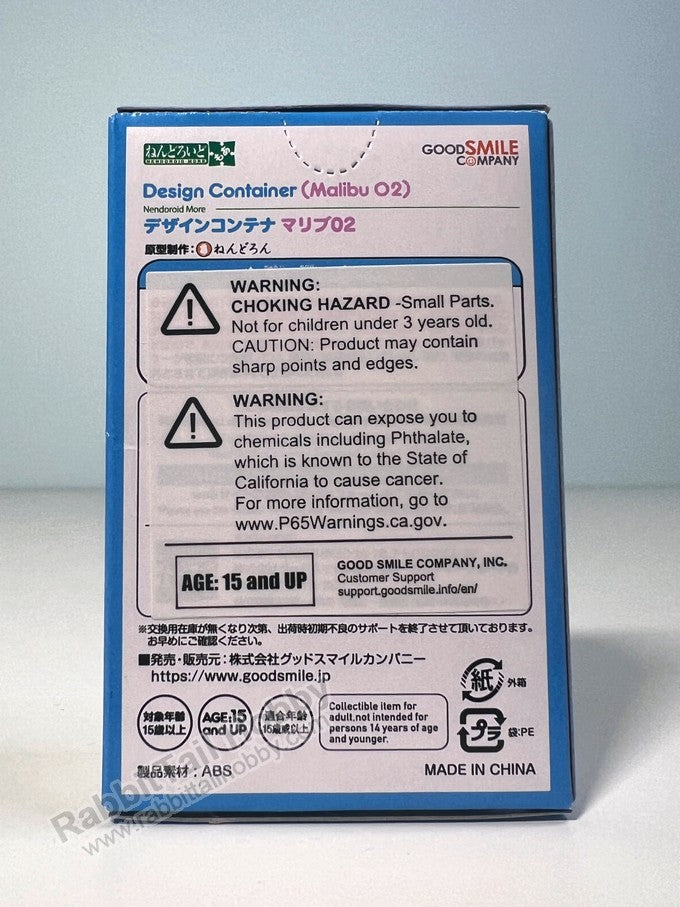 ねんどろいど
NENDOROID MORE
GOOD SMILE
COMPANY
Design Container (Malibu 02)
Nendoroid More
デザインコンテナ マリブ02
原型制作:ねんどろん
WARNING:
CHOKING HAZARD -Small Parts.
Not for children under 3 years old.
CAUTION: Product may contain
sharp points and edges.
WARNING:
This product can expose you to
chemicals including Phthalate,
which is known to the State of
California to cause cancer.
For more information, go to
www.P65Warnings.ca.gov.
AGE: 15 and UP
GOOD SMILE COMPANY, INC.
Customer Support
support.goodsmile.info/en/
※交換用在庫が無くなり次第、出荷時初期不良のサポートを終了させて頂いております。
お早めにご確認ください。
■発売・販売元:株式会社グッドスマイルカンパニー
https://www.goodsmile.jp
対象年齢
15歳以上
AGE:15
and UP
适合年龄
15歳或以上
Collectible item for
adult,not intended for
persons 14 years of age
and younger.
紙 外箱
プラ 袋:PE
製品素材:ABS
MADE IN CHINA
RabbitTailHobby
www.rabbittailhobby.com